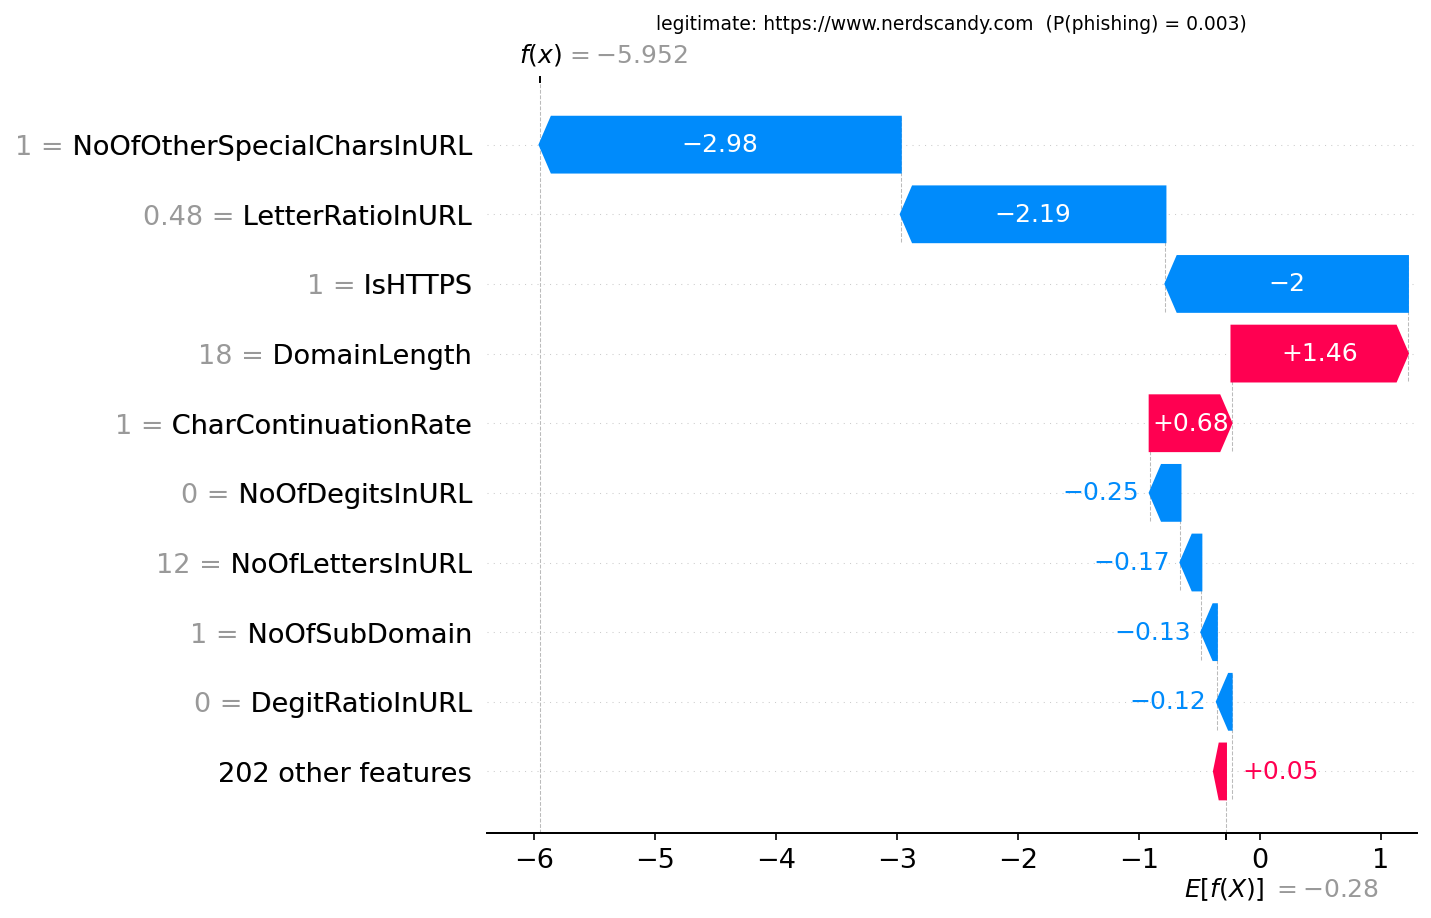 legitimate: https://www.nerdscandy.com (P(phishing) = 0.003)
f(x) = −5.952
1 = NoOfOtherSpecialCharsInURL −2.98
0.48 = LetterRatioInURL −2.19
1 = IsHTTPS −2
18 = DomainLength +1.46
1 = CharContinuationRate +0.68
0 = NoOfDegitsInURL −0.25
12 = NoOfLettersInURL −0.17
1 = NoOfSubDomain −0.13
0 = DegitRatioInURL −0.12
202 other features +0.05
−6 −5 −4 −3 −2 −1 0 1
E[f(X)] = −0.28